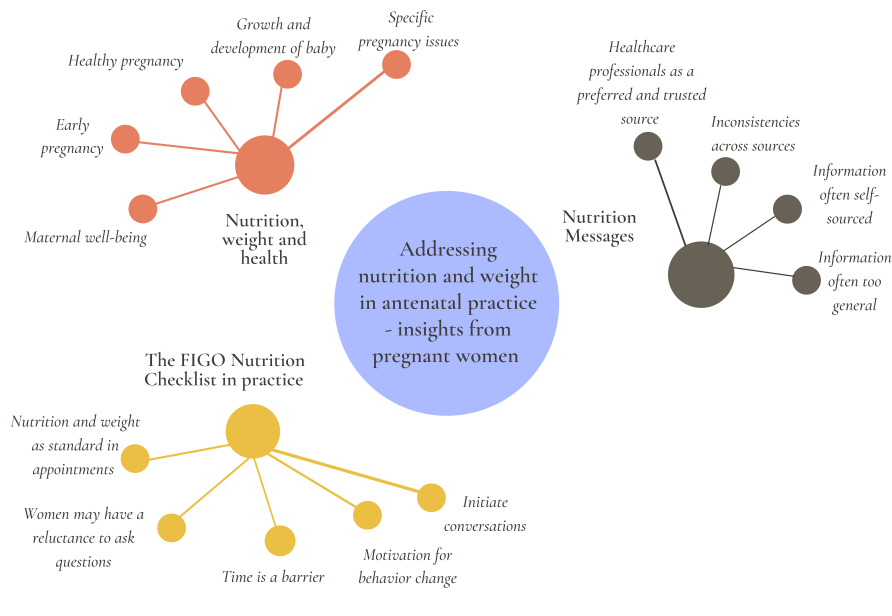 Specific
pregnancy issues
Growth and
development of baby
Healthy pregnancy
Early
pregnancy
Maternal well-being
Nutrition,
weight and
health
Healthcare
professionals as a
preferred and trusted
source
Inconsistencies
across sources
Information
often self-
sourced
Information
often too
general
Nutrition
Messages
Addressing
nutrition and weight
in antenatal practice
- insights from
pregnant women
The FIGO Nutrition
Checklist in practice
Nutrition and weight
as standard in
appointments
Women may have a
reluctance to ask
questions
Time is a barrier
Motivation for
behavior change
Initiate
conversations